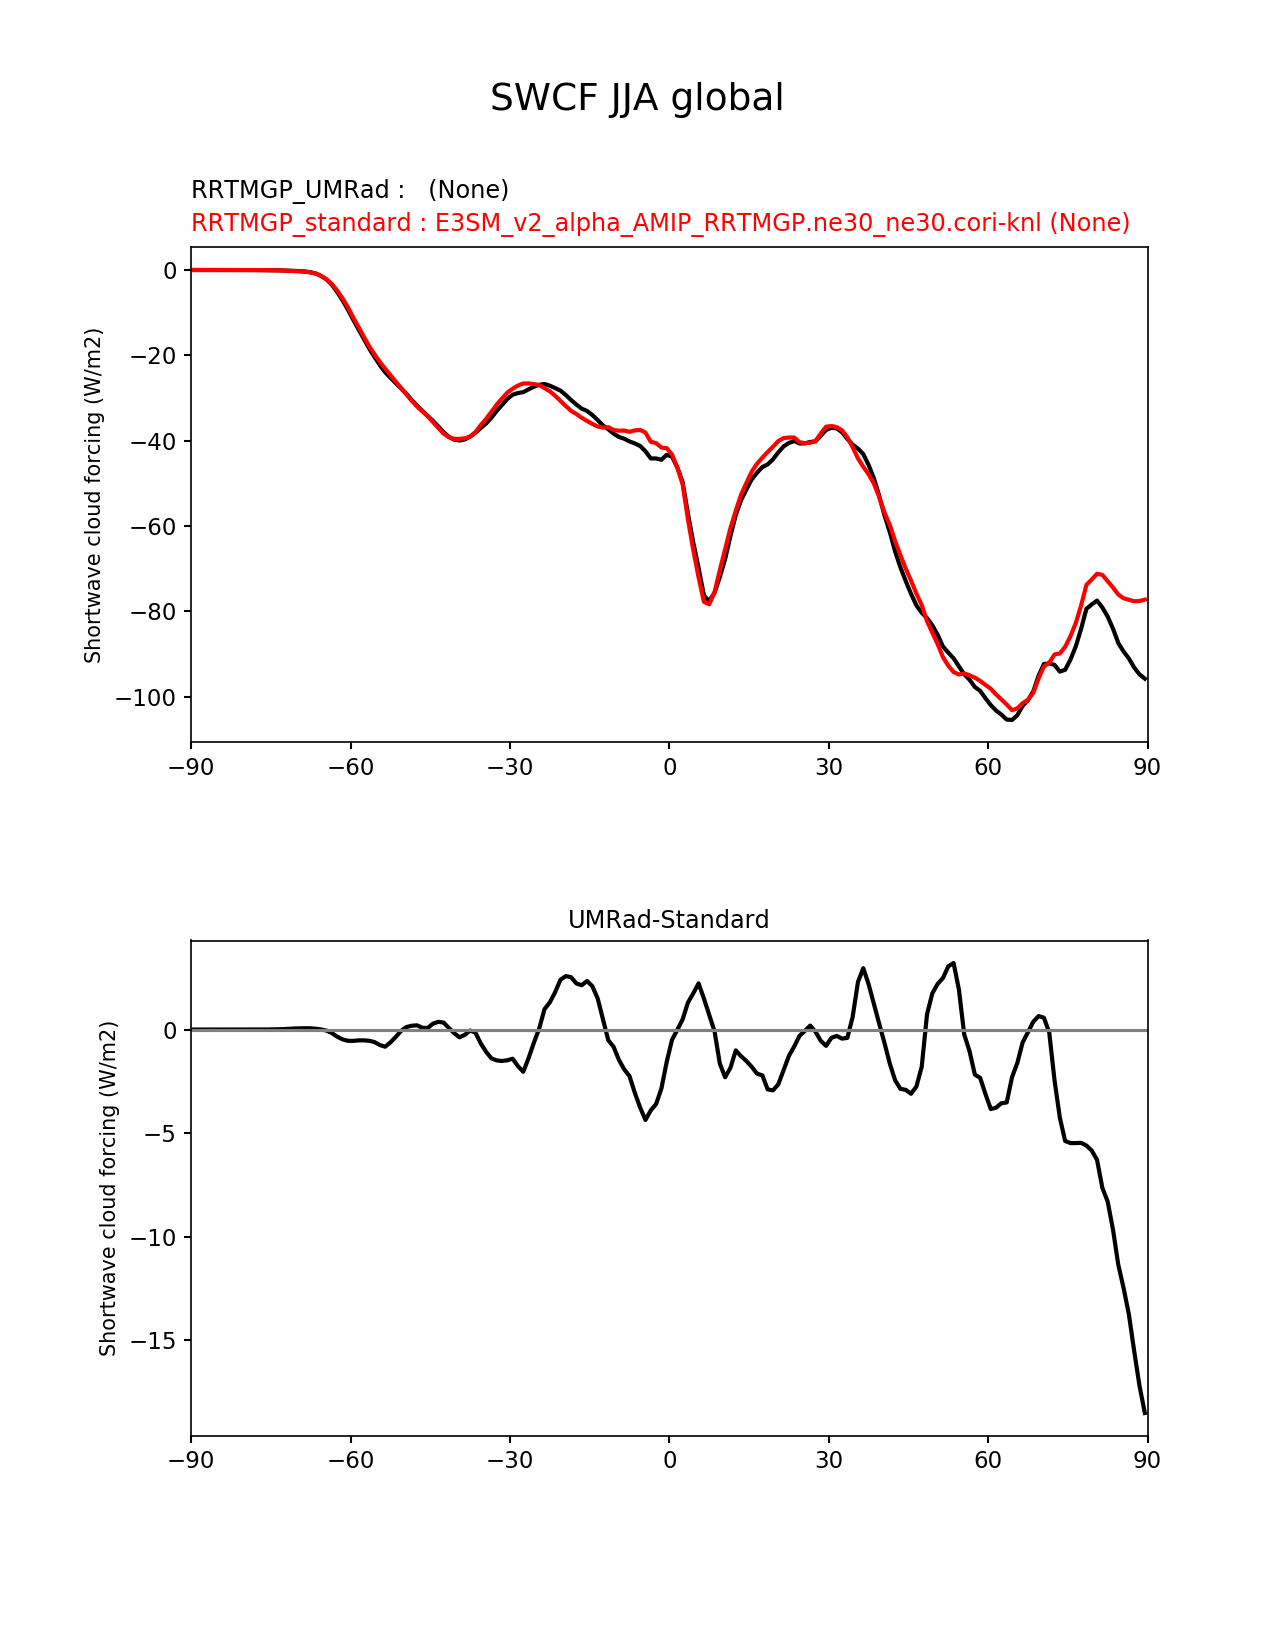 SWCF JJA global
RRTMGP_UMRad :   (None)
RRTMGP_standard : E3SM_v2_alpha_AMIP_RRTMGP.ne30_ne30.cori-knl (None)
Shortwave cloud forcing (W/m2)
0
−20
−40
−60
−80
−100
−90 −60 −30 0 30 60 90
UMRad-Standard
Shortwave cloud forcing (W/m2)
0
−5
−10
−15
−90 −60 −30 0 30 60 90